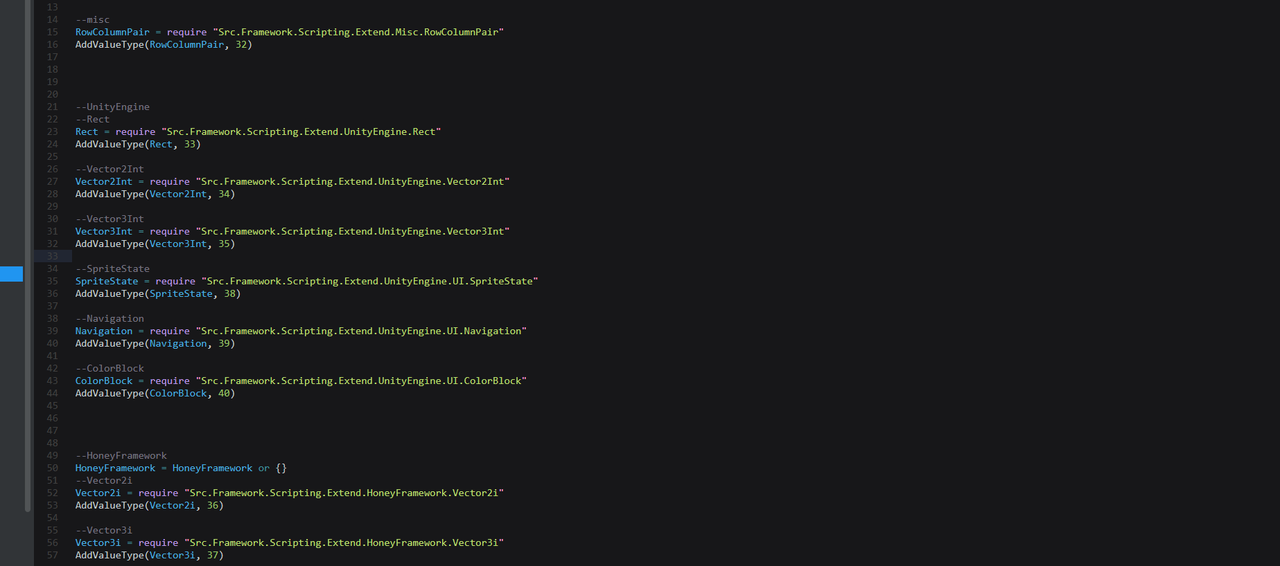 13
14 --misc
15 RowColumnPair = require "Src.Framework.Scripting.Extend.Misc.RowColumnPair"
16 AddValueType(RowColumnPair, 32)
17
18
19
20
21 --UnityEngine
22 --Rect
23 Rect = require "Src.Framework.Scripting.Extend.UnityEngine.Rect"
24 AddValueType(Rect, 33)
25
26 --Vector2Int
27 Vector2Int = require "Src.Framework.Scripting.Extend.UnityEngine.Vector2Int"
28 AddValueType(Vector2Int, 34)
29
30 --Vector3Int
31 Vector3Int = require "Src.Framework.Scripting.Extend.UnityEngine.Vector3Int"
32 AddValueType(Vector3Int, 35)
33
34 --SpriteState
35 SpriteState = require "Src.Framework.Scripting.Extend.UnityEngine.UI.SpriteState"
36 AddValueType(SpriteState, 38)
37
38 --Navigation
39 Navigation = require "Src.Framework.Scripting.Extend.UnityEngine.UI.Navigation"
40 AddValueType(Navigation, 39)
41
42 --ColorBlock
43 ColorBlock = require "Src.Framework.Scripting.Extend.UnityEngine.UI.ColorBlock"
44 AddValueType(ColorBlock, 40)
45
46
47
48
49 --HoneyFramework
50 HoneyFramework = HoneyFramework or {}
51 --Vector2i
52 Vector2i = require "Src.Framework.Scripting.Extend.HoneyFramework.Vector2i"
53 AddValueType(Vector2i, 36)
54
55 --Vector3i
56 Vector3i = require "Src.Framework.Scripting.Extend.HoneyFramework.Vector3i"
57 AddValueType(Vector3i, 37)